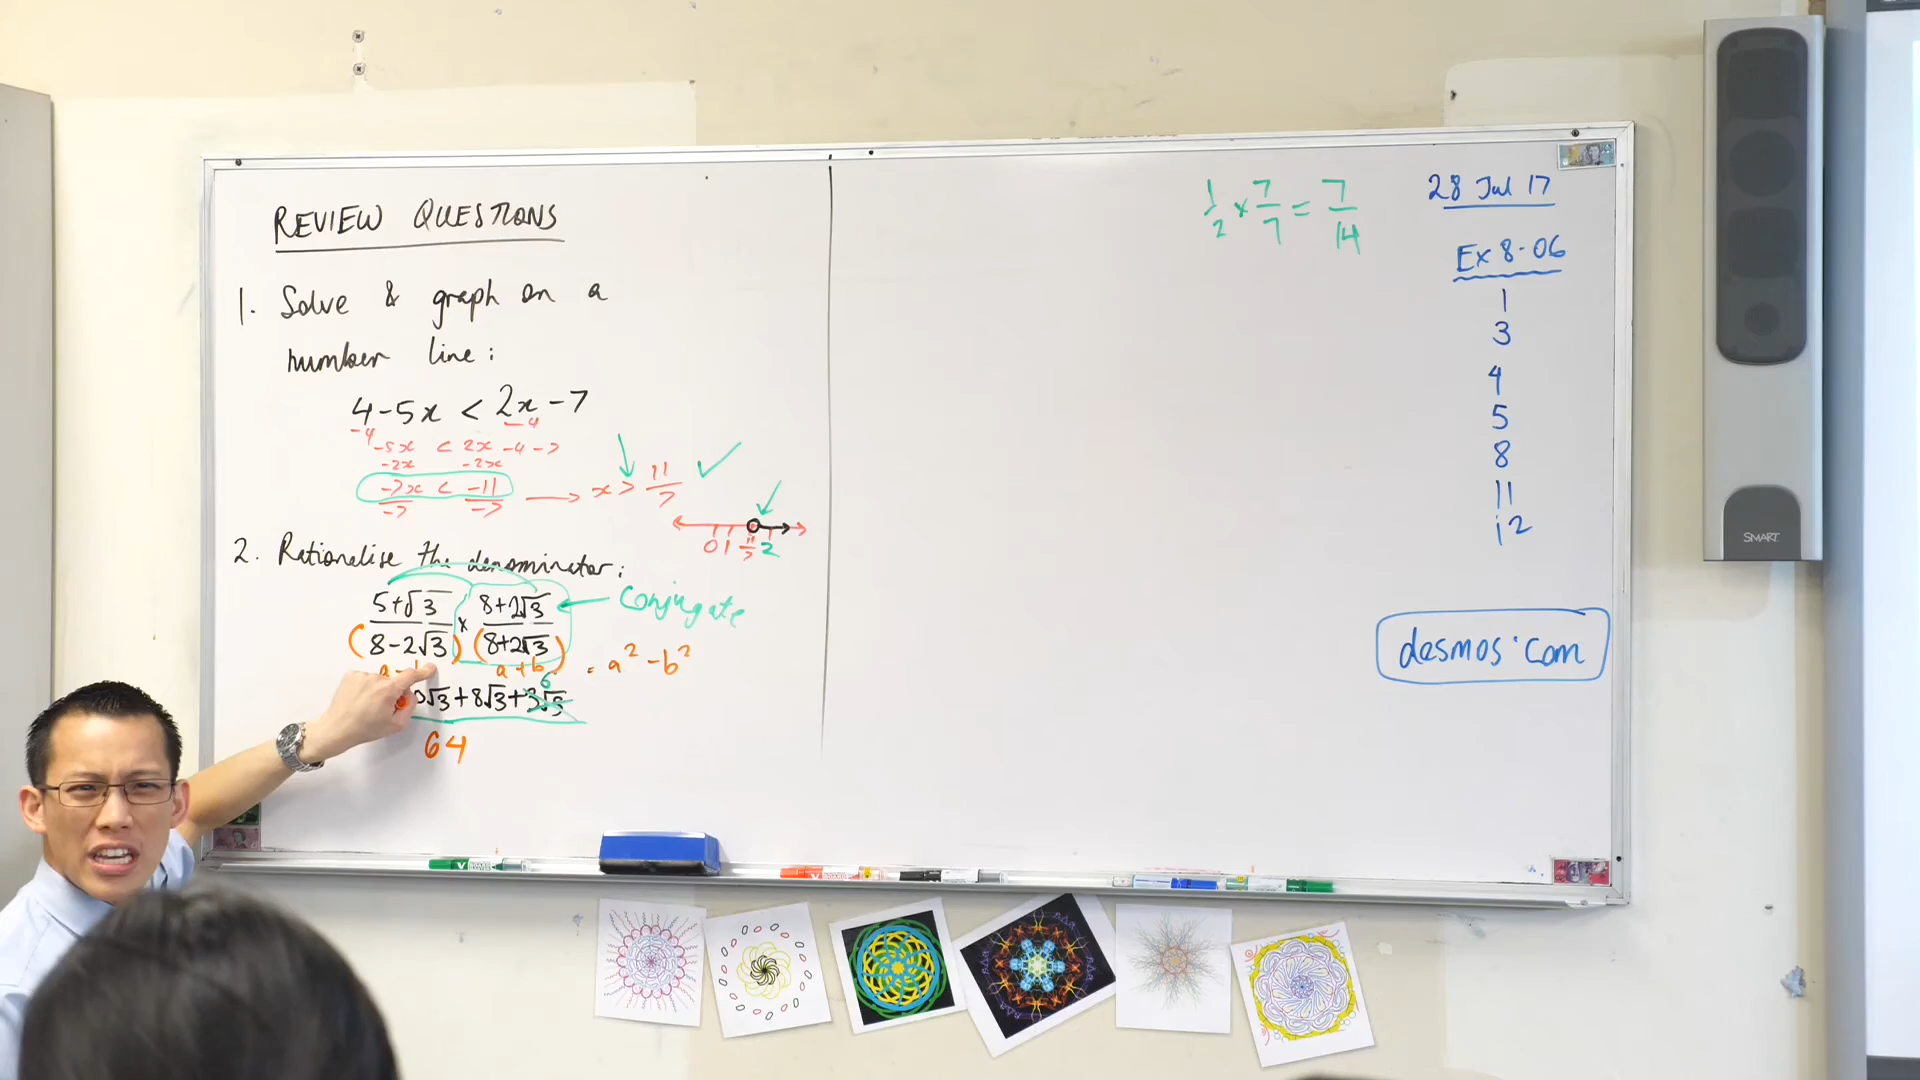 REVIEW QUESTIONS
1. Solve & graph on a
number line:
4-5x < 2x-7
-4 -4
-5x < 2x -4 -7
-2x -2x
-7x < -11 → x > 11/7 ✓
-7 -7
0 1 11/7 2
2. Rationalise the denominator:
5+√3 / (8-2√3) × 8+2√3 / (8+2√3) ← Conjugate
a+b = a² - b²
6
√3+8√3+3√3
64
1/2 × 7/7 = 7/14
28 Jul 17
Ex 8-06
1
3
4
5
8
11
12
desmos.com
SMART